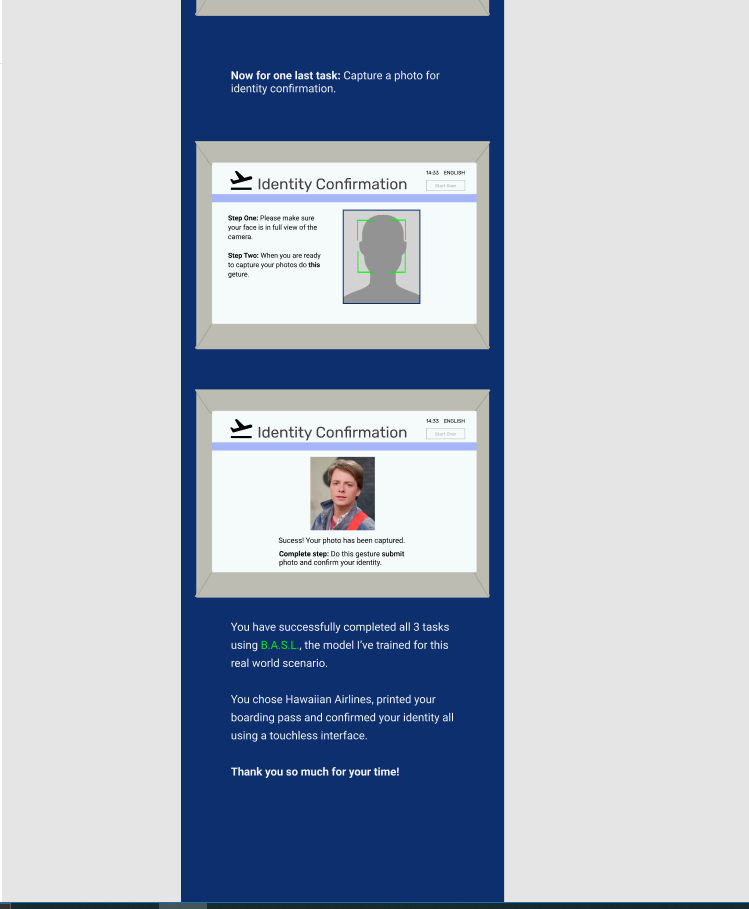 Now for one last task: Capture a photo for
identity confirmation.
Identity Confirmation
14:33 ENGLISH
Start Over
Step One: Please make sure
your face is in full view of the
camera.
Step Two: When you are ready
to capture your photos do this
geture.
Identity Confirmation
14:33 ENGLISH
Start Over
Sucess! Your photo has been captured.
Complete step: Do this gesture submit
photo and confirm your identity.
You have successfully completed all 3 tasks
using B.A.S.L., the model I've trained for this
real world scenario.
You chose Hawaiian Airlines, printed your
boarding pass and confirmed your identity all
using a touchless interface.
Thank you so much for your time!